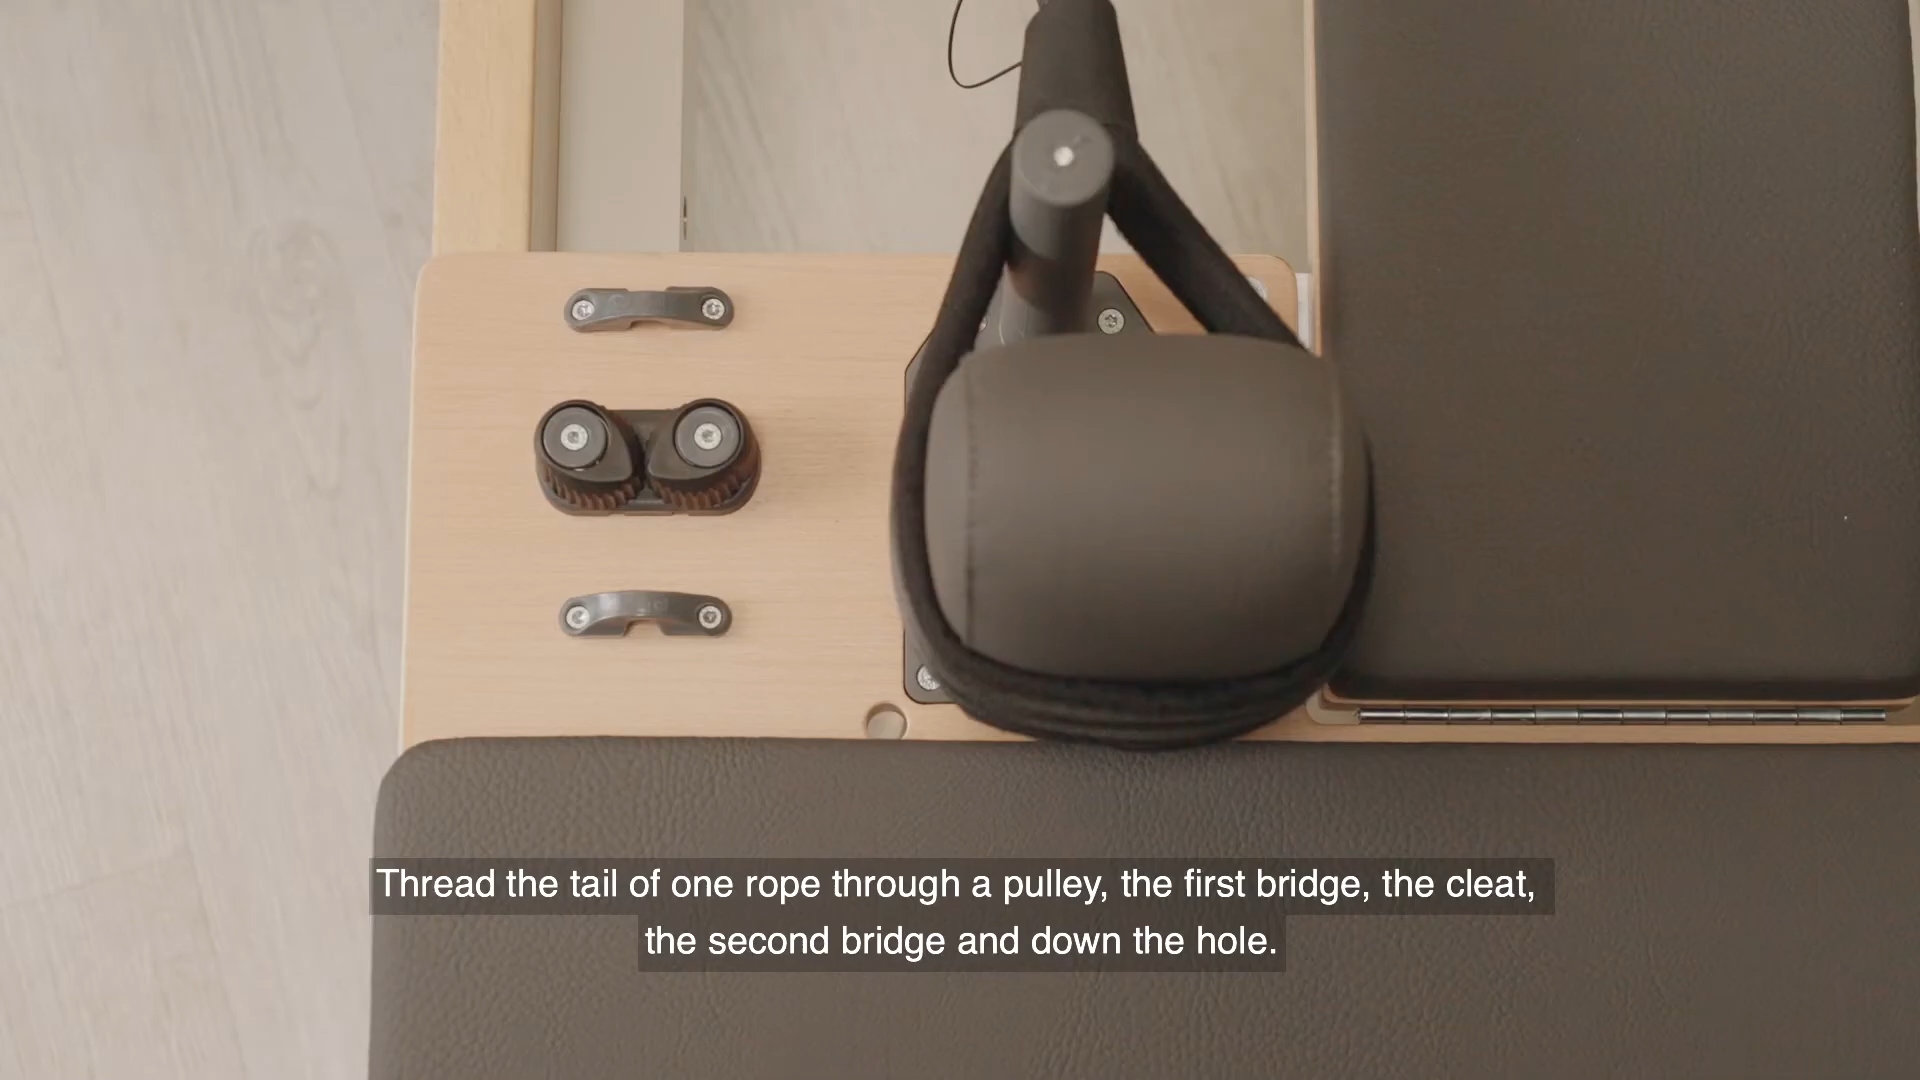 Thread the tail of one rope through a pulley, the first bridge, the cleat,
the second bridge and down the hole.